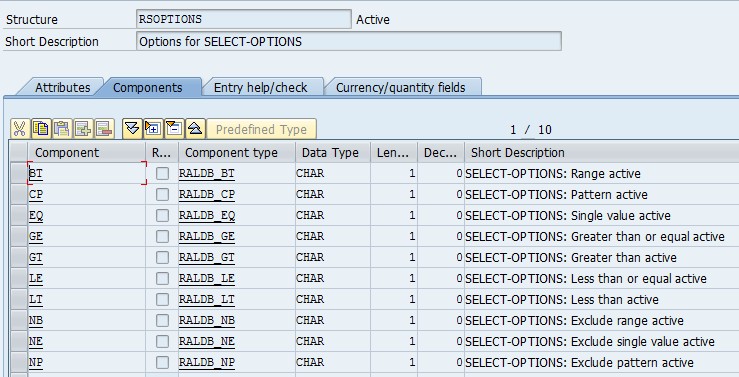 Structure RSOPTIONS Active
Short Description Options for SELECT-OPTIONS
Attributes Components Entry help/check Currency/quantity fields
Predefined Type 1 / 10
Component R... Component type Data Type Len... Dec... Short Description
BT RALDB_BT CHAR 1 0 SELECT-OPTIONS: Range active
CP RALDB_CP CHAR 1 0 SELECT-OPTIONS: Pattern active
EQ RALDB_EQ CHAR 1 0 SELECT-OPTIONS: Single value active
GE RALDB_GE CHAR 1 0 SELECT-OPTIONS: Greater than or equal active
GT RALDB_GT CHAR 1 0 SELECT-OPTIONS: Greater than active
LE RALDB_LE CHAR 1 0 SELECT-OPTIONS: Less than or equal active
LT RALDB_LT CHAR 1 0 SELECT-OPTIONS: Less than active
NB RALDB_NB CHAR 1 0 SELECT-OPTIONS: Exclude range active
NE RALDB_NE CHAR 1 0 SELECT-OPTIONS: Exclude single value active
NP RALDB_NP CHAR 1 0 SELECT-OPTIONS: Exclude pattern active